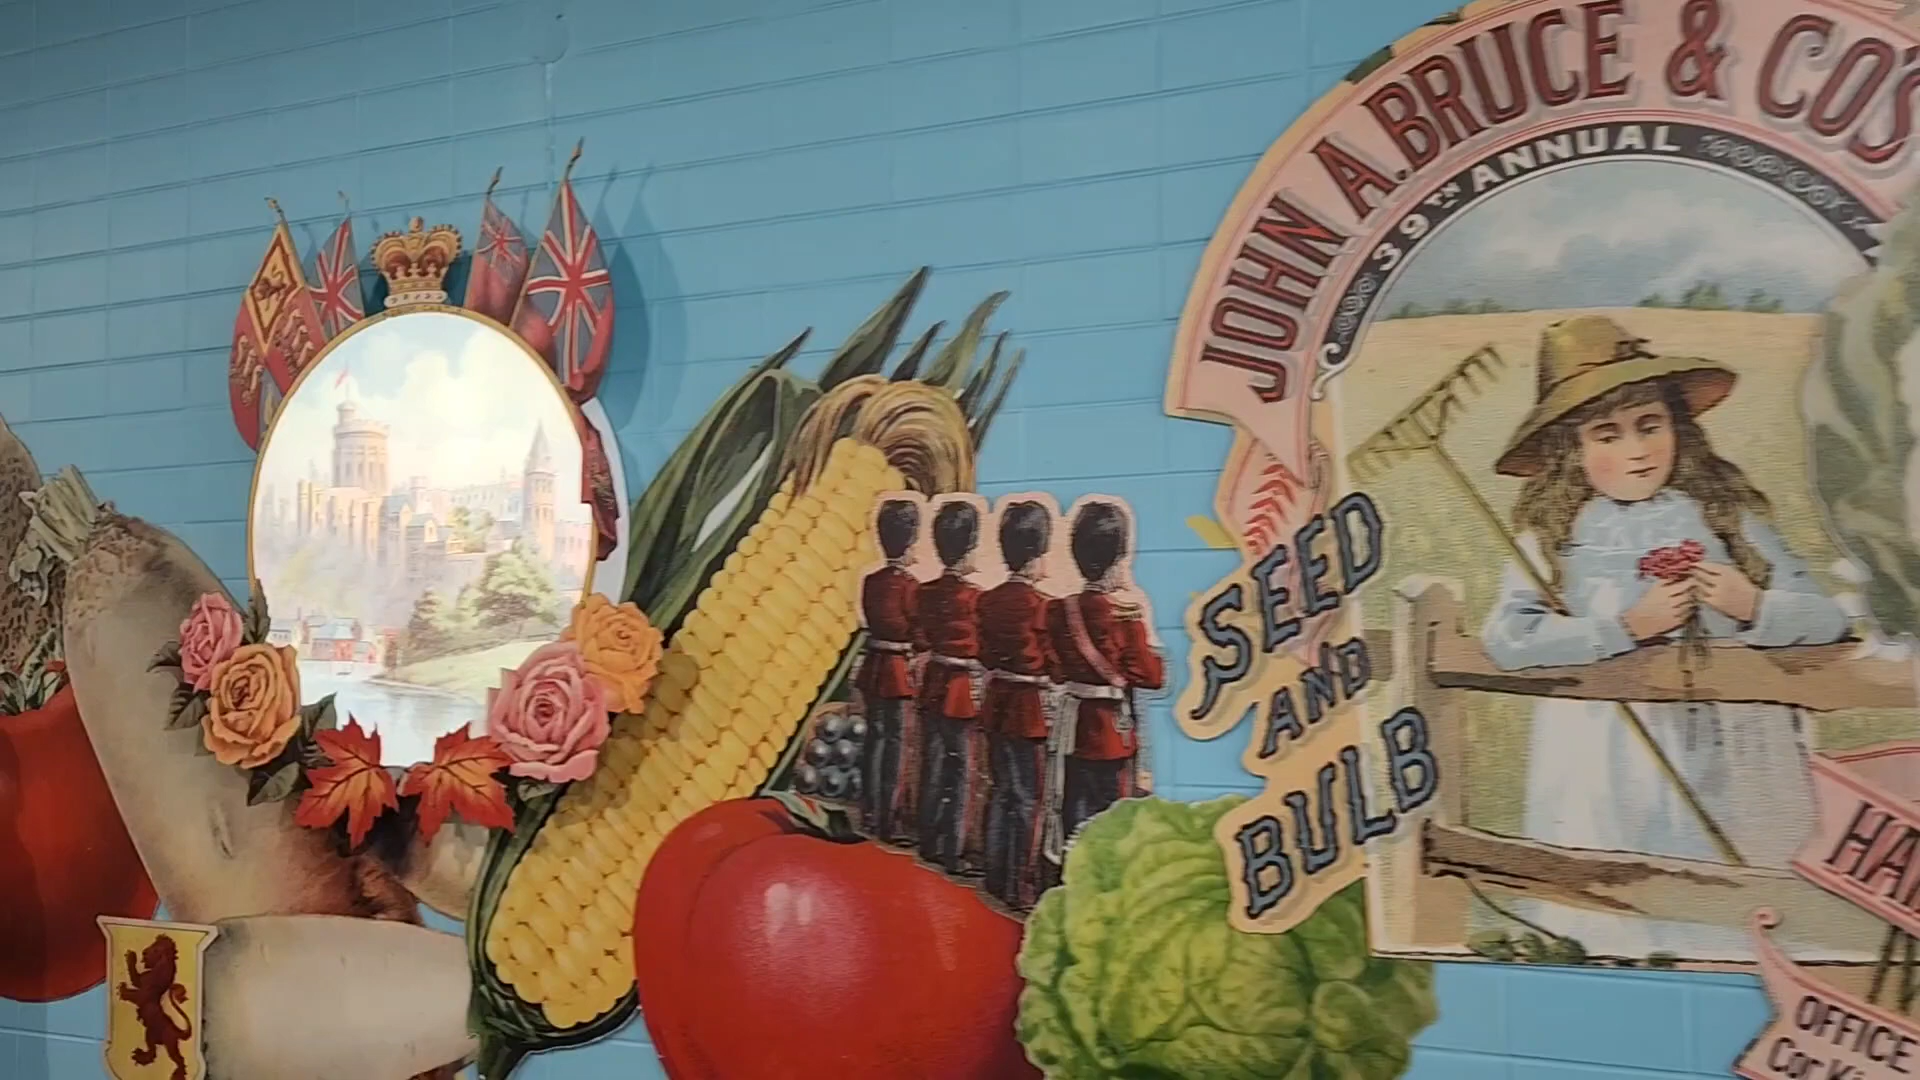 JOHN A. BRUCE & CO'S
39TH ANNUAL
SEED
AND
BULB
OFFICE